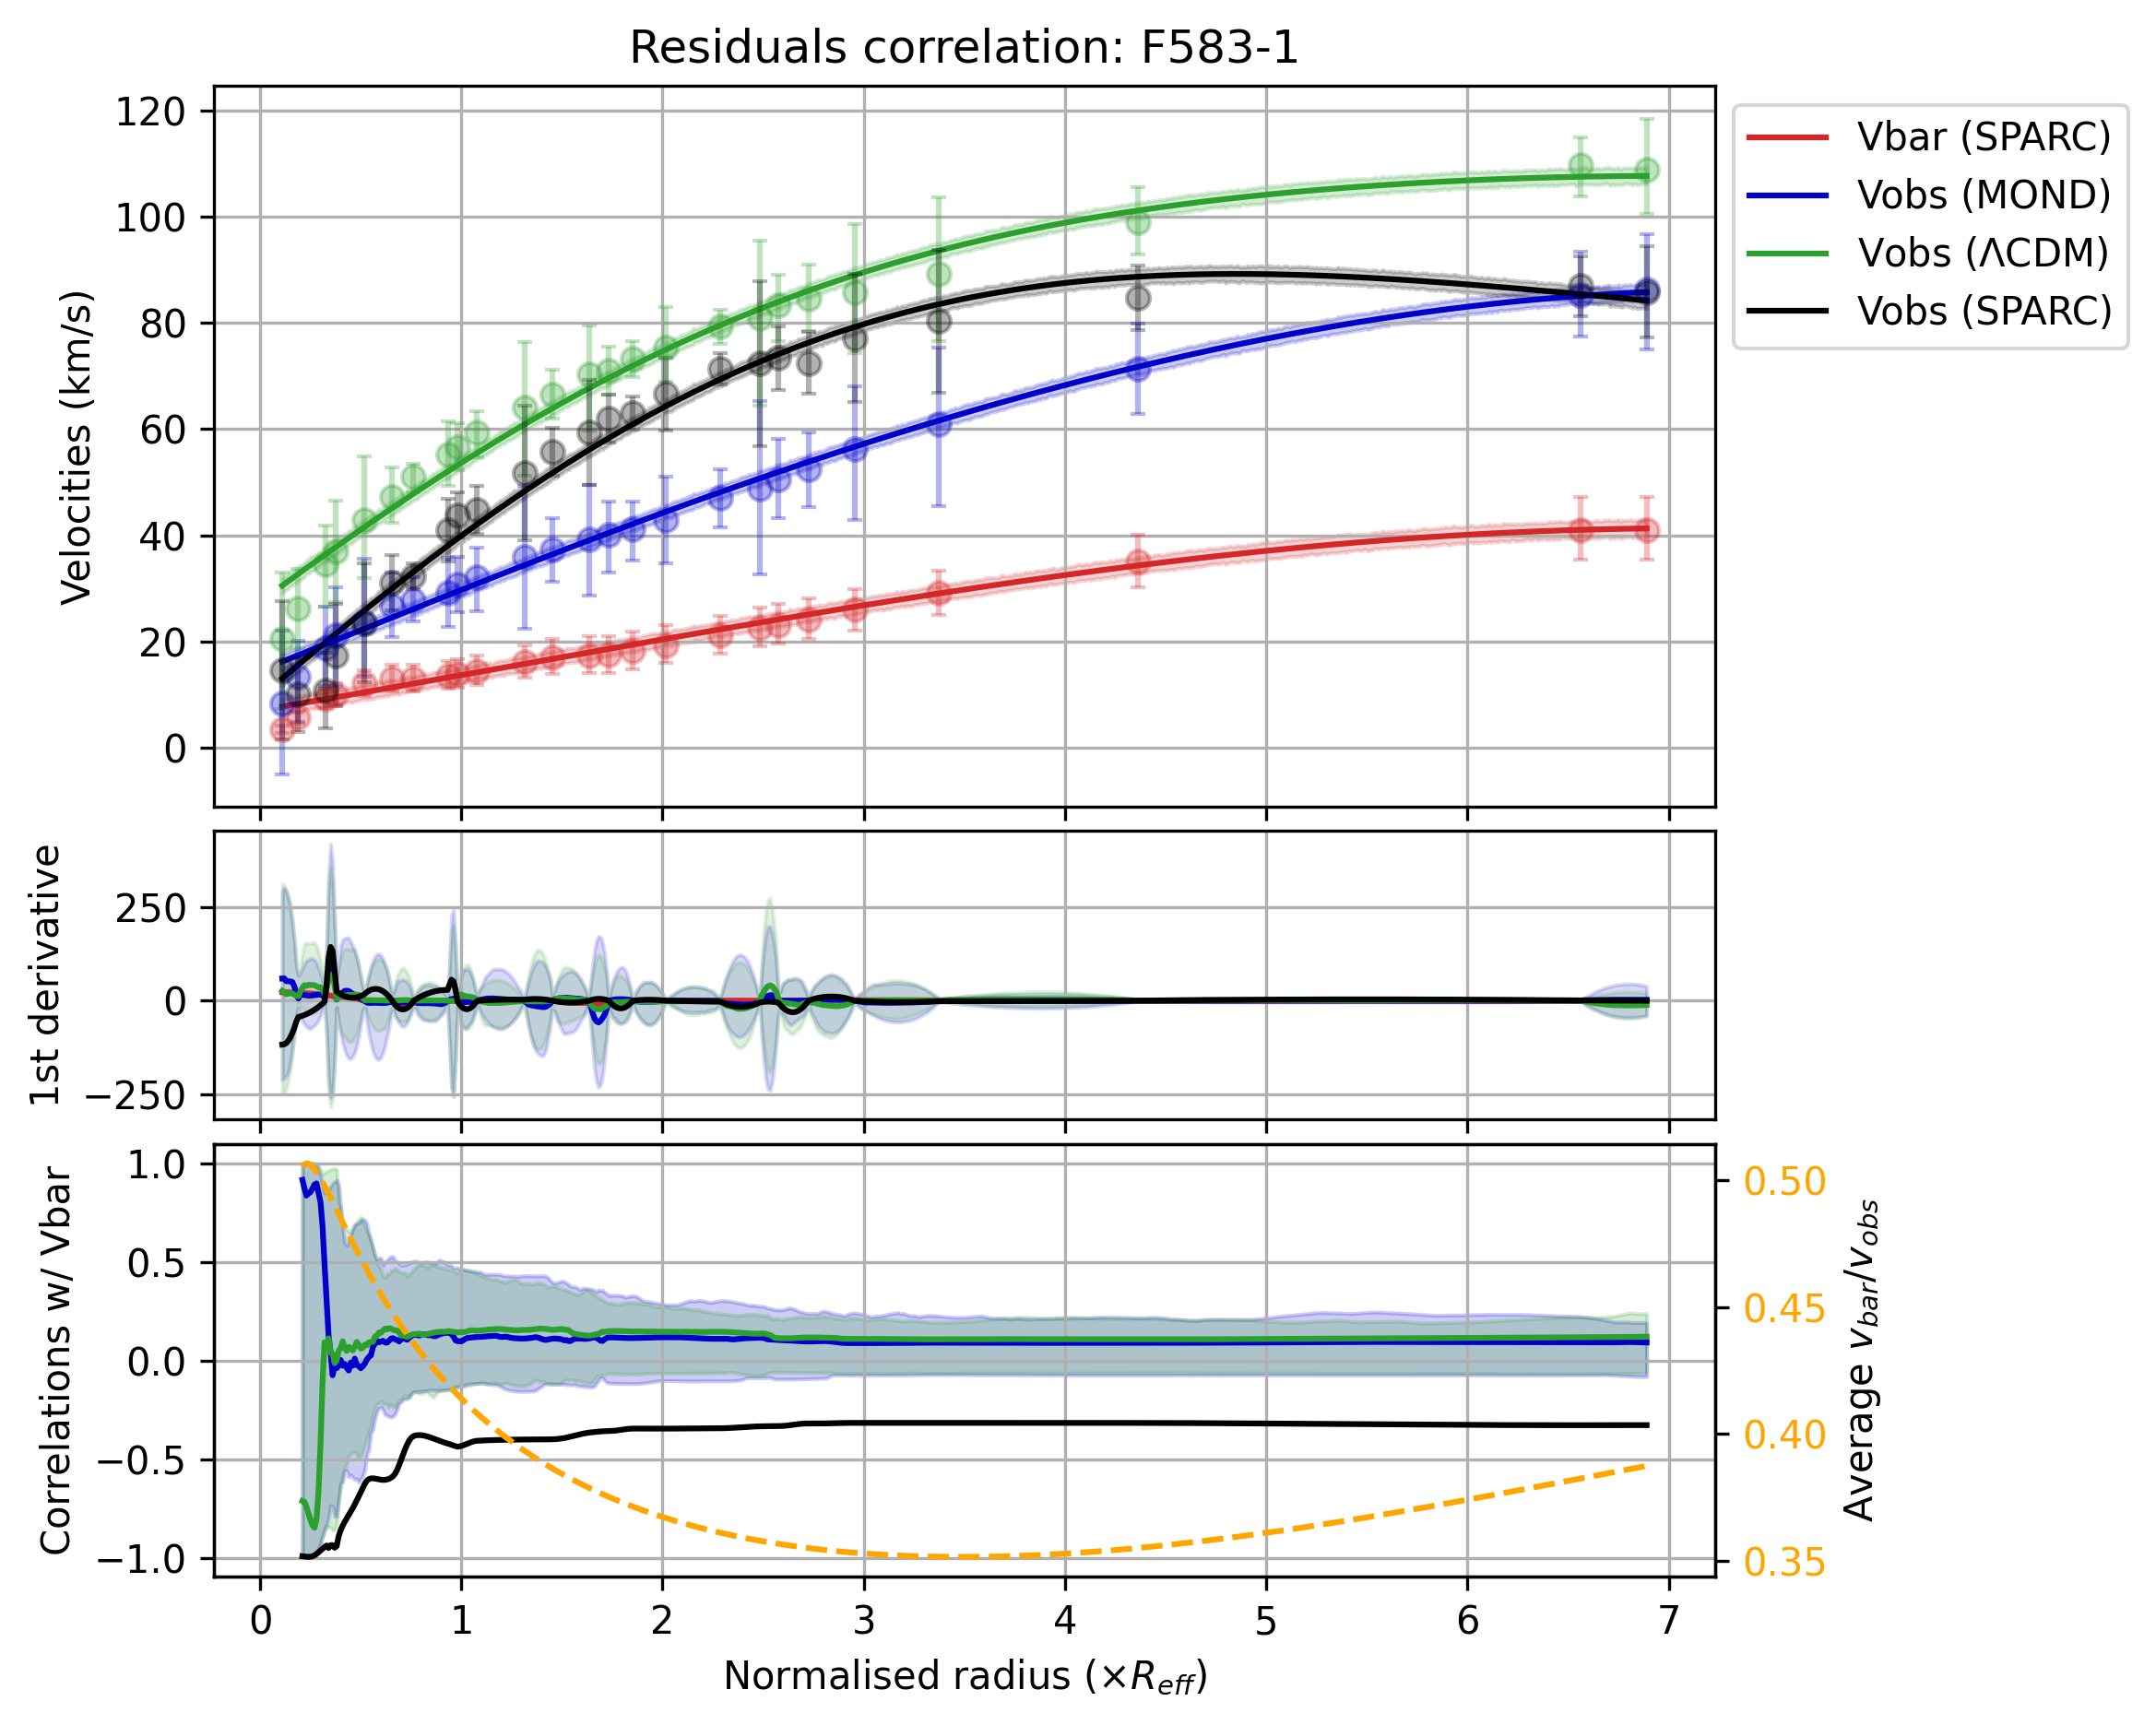 Residuals correlation: F583-1
120
100
80
60
40
20
0
Velocities (km/s)
Vbar (SPARC)
Vobs (MOND)
Vobs (ΛCDM)
Vobs (SPARC)
250
0
−250
1st derivative
1.0
0.5
0.0
−0.5
−1.0
Correlations w/ Vbar
0.50
0.45
0.40
0.35
Average v_bar/v_obs
0 1 2 3 4 5 6 7
Normalised radius (×R_eff)